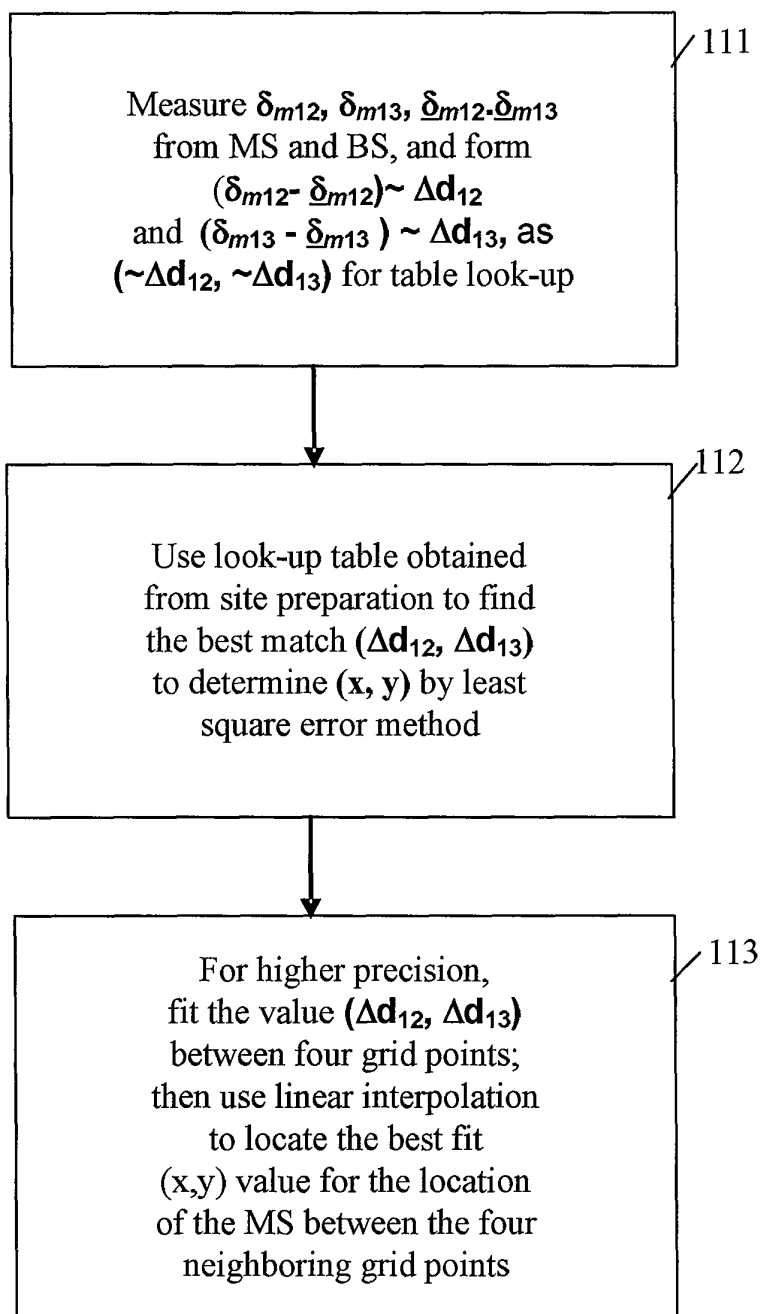 111
Measure δm12, δm13, δ̲m12-δ̲m13
from MS and BS, and form
(δm12- δ̲m12)~ Δd12
and (δm13 - δ̲m13 ) ~ Δd13, as
(~Δd12, ~Δd13) for table look-up
112
Use look-up table obtained
from site preparation to find
the best match (Δd12, Δd13)
to determine (x, y) by least
square error method
113
For higher precision,
fit the value (Δd12, Δd13)
between four grid points;
then use linear interpolation
to locate the best fit
(x,y) value for the location
of the MS between the four
neighboring grid points